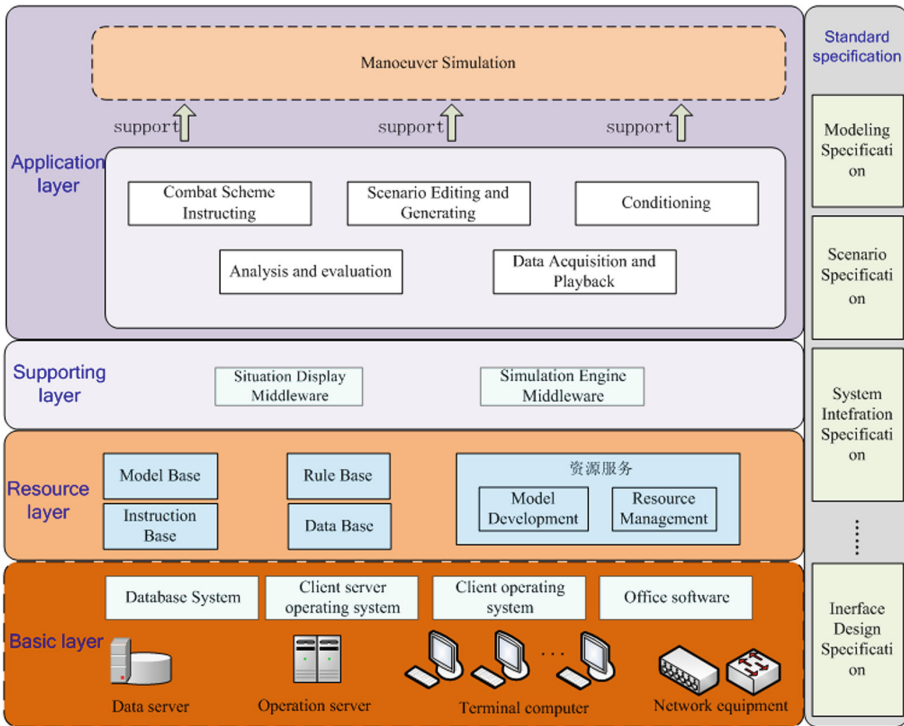 Manoeuver Simulation
support
support
support
Application
layer
Combat Scheme
Instructing
Scenario Editing and
Generating
Conditioning
Analysis and evaluation
Data Acquisition and
Playback
Supporting
layer
Situation Display
Middleware
Simulation Engine
Middleware
Resource
layer
Model Base
Rule Base
Instruction
Base
Data Base
资源服务
Model
Development
Resource
Management
Basic layer
Database System
Client server
operating system
Client operating
system
Office software
Data server
Operation server
Terminal computer
Network equipment
Standard
specification
Modeling
Specificati
on
Scenario
Specificati
on
System
Intefration
Specificati
on
Inerface
Design
Specificati
on